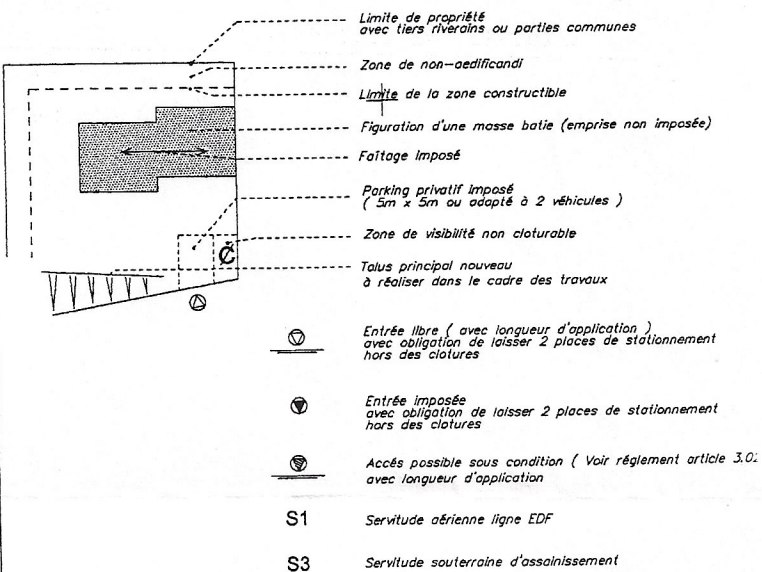 Limite de propriété
avec tiers riverains ou parties communes
Zone de non-aedificandi
Limite de la zone constructible
Figuration d'une masse batie (emprise non imposée)
Faîtage imposé
Parking privatif imposé
( 5m x 5m ou adapté à 2 véhicules )
Zone de visibilité non cloturable
Talus principal nouveau
à réaliser dans le cadre des travaux
Entrée libre ( avec longueur d'application )
avec obligation de laisser 2 places de stationnement
hors des clotures
Entrée imposée
avec obligation de laisser 2 places de stationnement
hors des clotures
Accés possible sous condition ( Voir réglement article 3.02
avec longueur d'application
S1 Servitude aérienne ligne EDF
S3 Servitude souterraine d'assainissement